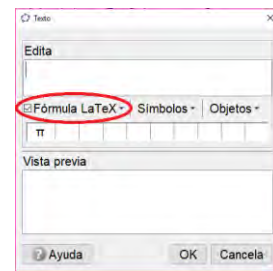 Texto
Edita
Fórmula LaTeX Símbolos Objetos
π
Vista previa
Ayuda OK Cancela